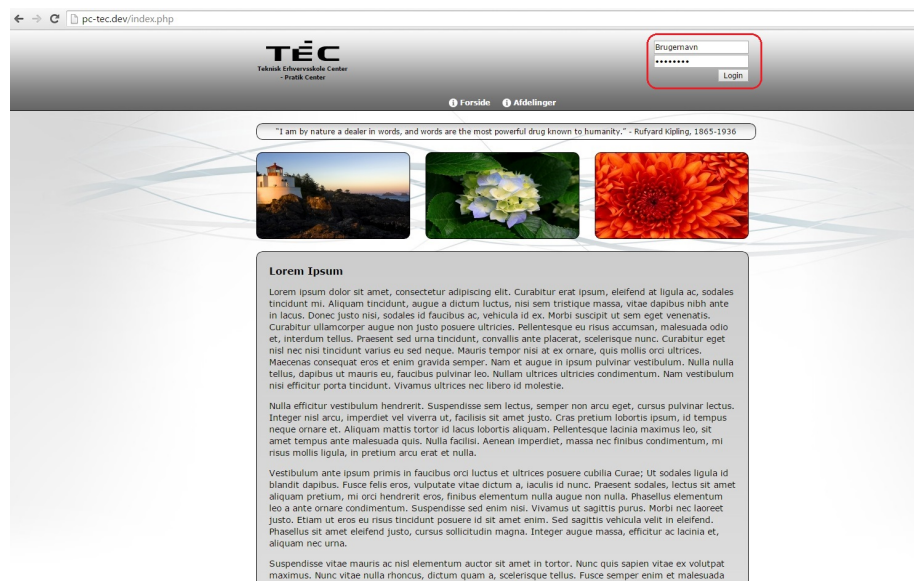 pc-tec.dev/index.php
TEC
Teknisk Erhvervsskole Center
- Pratik Center
Brugernavn
••••••••
Login
Forside Afdelinger
"I am by nature a dealer in words, and words are the most powerful drug known to humanity." - Rufyard Kipling, 1865-1936
Lorem Ipsum
Lorem ipsum dolor sit amet, consectetur adipiscing elit. Curabitur erat ipsum, eleifend at ligula ac, sodales
tincidunt mi. Aliquam tincidunt, augue a dictum luctus, nisi sem tristique massa, vitae dapibus nibh ante
in lacus. Donec justo nisi, sodales id faucibus ac, vehicula id ex. Morbi suscipit ut sem eget venenatis.
Curabitur ullamcorper augue non justo posuere ultricies. Pellentesque eu risus accumsan, malesuada odio
et, interdum tellus. Praesent sed urna tincidunt, convallis ante placerat, scelerisque nunc. Curabitur eget
nisl nec nisi tincidunt varius eu sed neque. Mauris tempor nisi at ex ornare, quis mollis orci ultrices.
Maecenas consequat eros et enim gravida semper. Nam et augue in ipsum pulvinar vestibulum. Nulla nulla
tellus, dapibus ut mauris eu, faucibus pulvinar leo. Nullam ultrices ultricies condimentum. Nam vestibulum
nisi efficitur porta tincidunt. Vivamus ultrices nec libero id molestie.
Nulla efficitur vestibulum hendrerit. Suspendisse sem lectus, semper non arcu eget, cursus pulvinar lectus.
Integer nisl arcu, imperdiet vel viverra ut, facilisis sit amet justo. Cras pretium lobortis ipsum, id tempus
neque ornare et. Aliquam mattis tortor id lacus lobortis aliquam. Pellentesque lacinia maximus leo, sit
amet tempus ante malesuada quis. Nulla facilisi. Aenean imperdiet, massa nec finibus condimentum, mi
risus mollis ligula, in pretium arcu erat et nulla.
Vestibulum ante ipsum primis in faucibus orci luctus et ultrices posuere cubilia Curae; Ut sodales ligula id
blandit dapibus. Fusce felis eros, vulputate vitae dictum a, iaculis id nunc. Praesent sodales, lectus sit amet
aliquam pretium, mi orci hendrerit eros, finibus elementum nulla augue non nulla. Phasellus elementum
leo a ante ornare condimentum. Suspendisse sed enim nisi. Vivamus ut sagittis purus. Morbi nec laoreet
justo. Etiam ut eros eu risus tincidunt posuere id sit amet enim. Sed sagittis vehicula velit in eleifend.
Phasellus sit amet eleifend justo, cursus sollicitudin magna. Integer augue massa, efficitur ac lacinia et,
aliquam nec urna.
Suspendisse vitae mauris ac nisl elementum auctor sit amet in tortor. Nunc quis sapien vitae ex volutpat
maximus. Nunc vitae nulla rhoncus, dictum quam a, scelerisque tellus. Fusce semper enim et malesuada